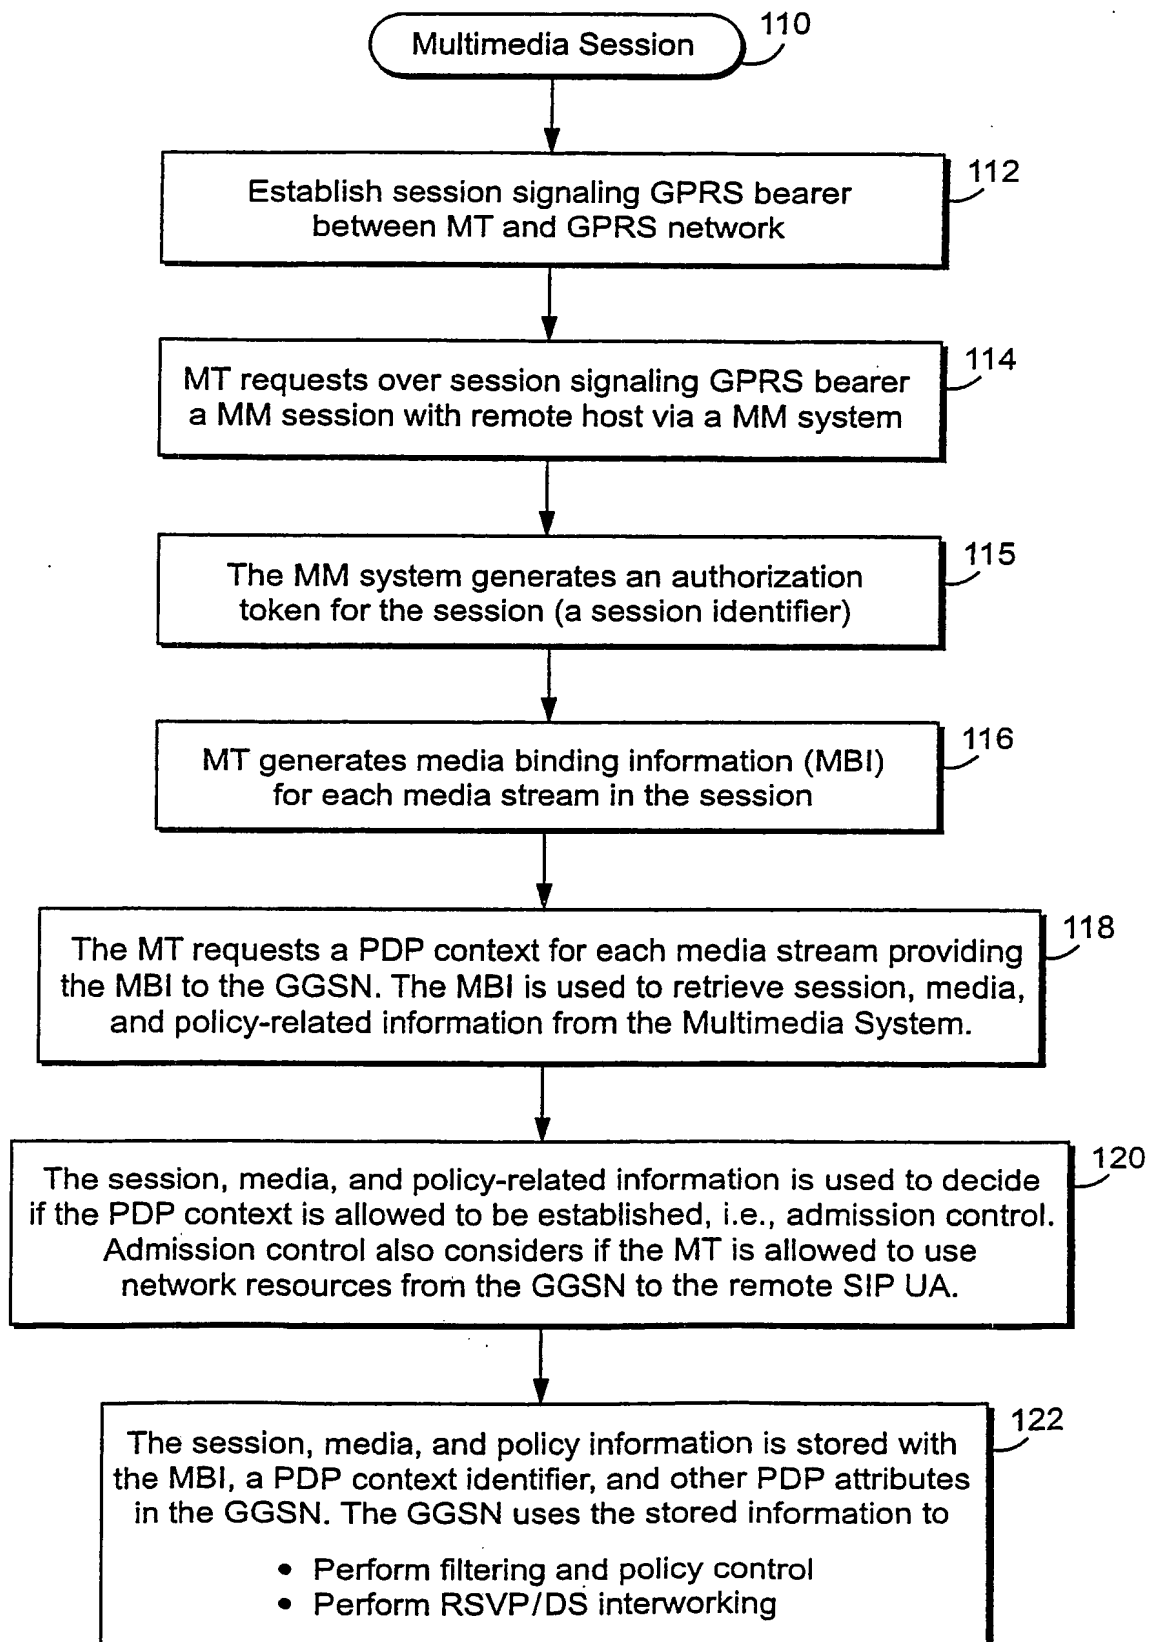 Multimedia Session
110
Establish session signaling GPRS bearer
between MT and GPRS network
112
MT requests over session signaling GPRS bearer
a MM session with remote host via a MM system
114
The MM system generates an authorization
token for the session (a session identifier)
115
MT generates media binding information (MBI)
for each media stream in the session
116
The MT requests a PDP context for each media stream providing
the MBI to the GGSN. The MBI is used to retrieve session, media,
and policy-related information from the Multimedia System.
118
The session, media, and policy-related information is used to decide
if the PDP context is allowed to be established, i.e., admission control.
Admission control also considers if the MT is allowed to use
network resources from the GGSN to the remote SIP UA.
120
The session, media, and policy information is stored with
the MBI, a PDP context identifier, and other PDP attributes
in the GGSN. The GGSN uses the stored information to
• Perform filtering and policy control
• Perform RSVP/DS interworking
122